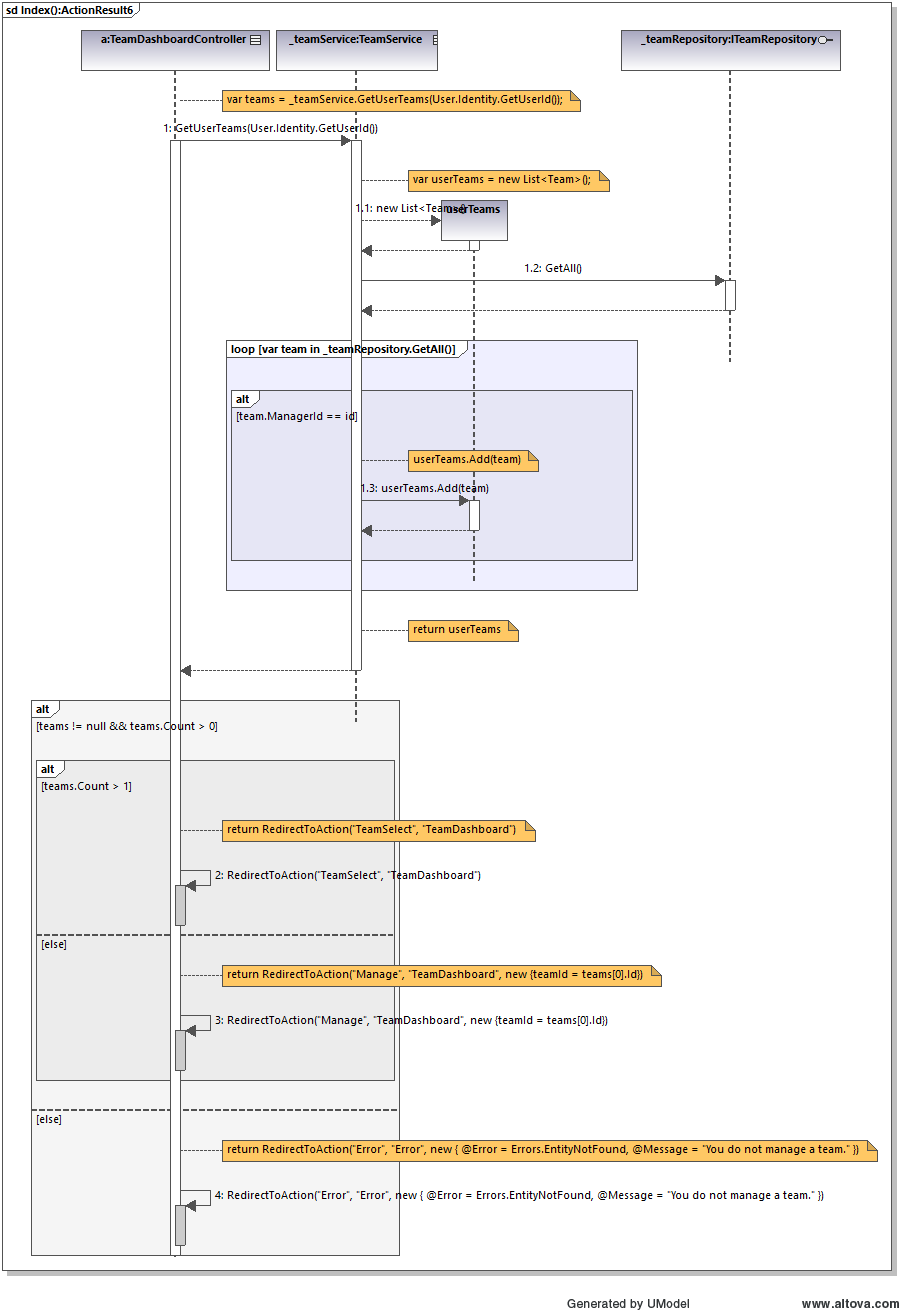 sd Index():ActionResult6
a:TeamDashboardController
_teamService:TeamService
_teamRepository:ITeamRepository
var teams = _teamService.GetUserTeams(User.Identity.GetUserId());
1: GetUserTeams(User.Identity.GetUserId())
var userTeams = new List<Team>();
1.1: new List<Team>()
userTeams
1.2: GetAll()
loop [var team in _teamRepository.GetAll()]
alt
[team.ManagerId == id]
userTeams.Add(team)
1.3: userTeams.Add(team)
return userTeams
alt
[teams != null && teams.Count > 0]
alt
[teams.Count > 1]
return RedirectToAction("TeamSelect", "TeamDashboard")
2: RedirectToAction("TeamSelect", "TeamDashboard")
[else]
return RedirectToAction("Manage", "TeamDashboard", new {teamId = teams[0].Id})
3: RedirectToAction("Manage", "TeamDashboard", new {teamId = teams[0].Id})
[else]
return RedirectToAction("Error", "Error", new { @Error = Errors.EntityNotFound, @Message = "You do not manage a team." })
4: RedirectToAction("Error", "Error", new { @Error = Errors.EntityNotFound, @Message = "You do not manage a team." })
Generated by UModel
www.altova.com